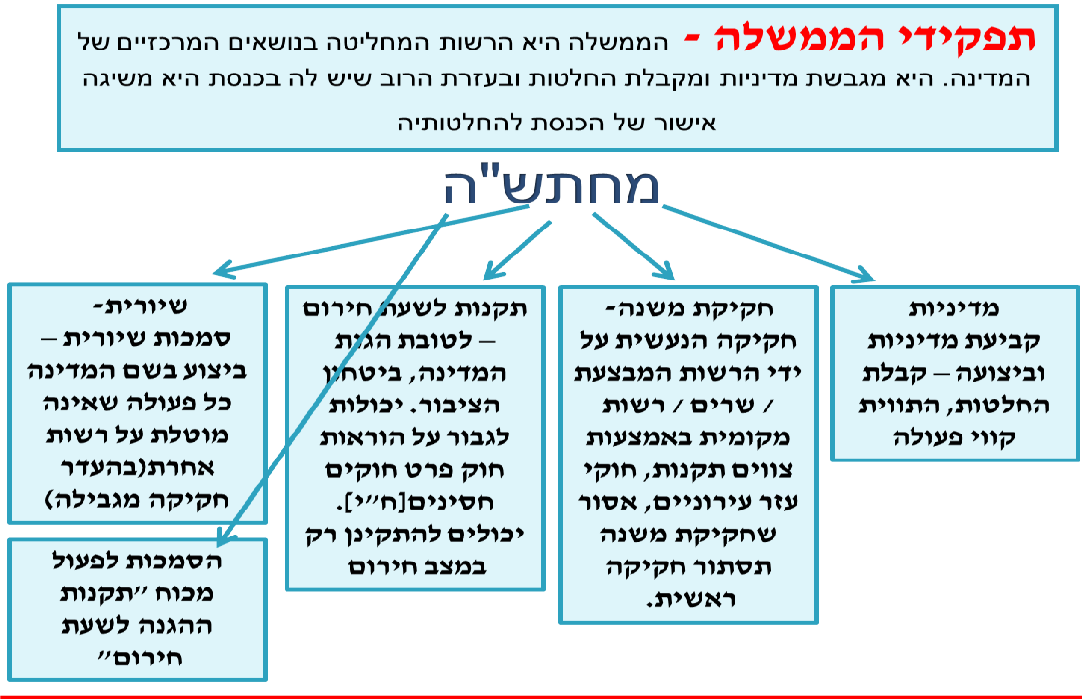 תפקידי הממשלה - הממשלה היא הרשות המחליטה בנושאים המרכזיים של
המדינה. היא מגבשת מדיניות ומקבלת החלטות ובעזרת הרוב שיש לה בכנסת היא משיגה
אישור של הכנסת להחלטותיה
מחתש"ה
מדיניות
קביעת מדיניות
וביצועה – קבלת
החלטות, התווית
קווי פעולה
חקיקת משנה-
חקיקה הנעשית על
ידי הרשות המבצעת
/ שרים / רשות
מקומית באמצעות
צווים תקנות, חוקי
עזר עירוניים, אסור
שחקיקת משנה
תסתור חקיקה
ראשית.
תקנות לשעת חירום
– לטובת הגנת
המדינה, ביטחון
הציבור. יכולות
לגבור על הוראות
חוק פרט חוקים
חסינים[ח״י].
יכולים להתקינן רק
במצב חירום
שיורית-
סמכות שיורית –
ביצוע בשם המדינה
כל פעולה שאינה
מוטלת על רשות
אחרת(בהעדר
חקיקה מגבילה)
הסמכות לפעול
מכוח ״תקנות
ההגנה לשעת
חירום״